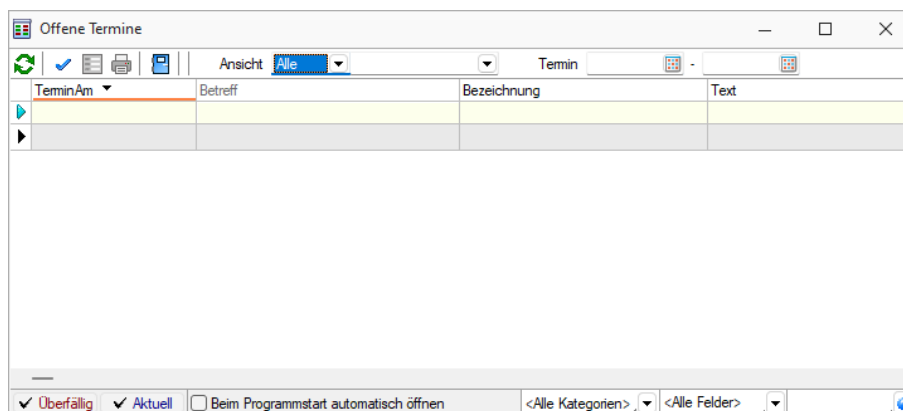 Offene Termine
Ansicht Alle Termin -
TerminAm Betreff Bezeichnung Text
Überfällig Aktuell Beim Programmstart automatisch öffnen <Alle Kategorien> <Alle Felder>